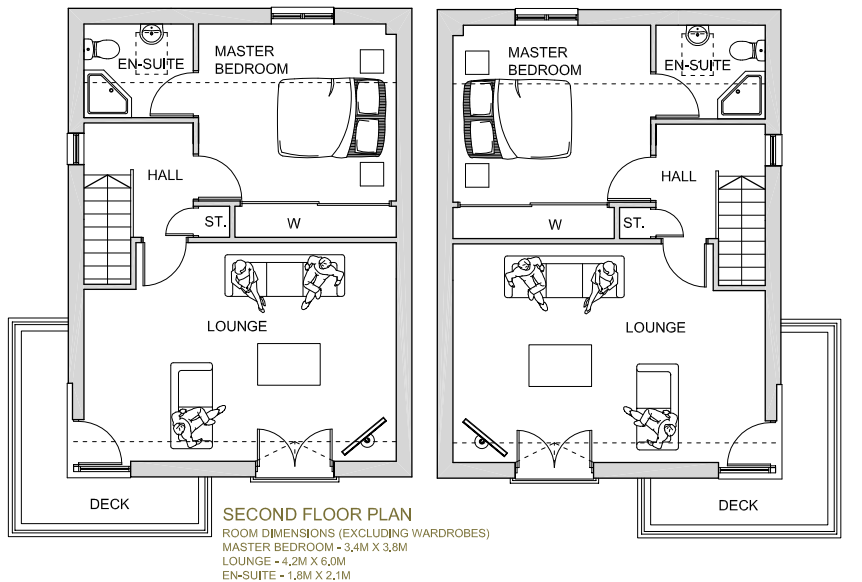 EN-SUITE
MASTER
BEDROOM
HALL
ST.
W
LOUNGE
DECK
MASTER
BEDROOM
EN-SUITE
HALL
W
ST.
LOUNGE
DECK
SECOND FLOOR PLAN
ROOM DIMENSIONS (EXCLUDING WARDROBES)
MASTER BEDROOM - 3.4M X 3.8M
LOUNGE - 4.2M X 6.0M
EN-SUITE - 1.8M X 2.1M